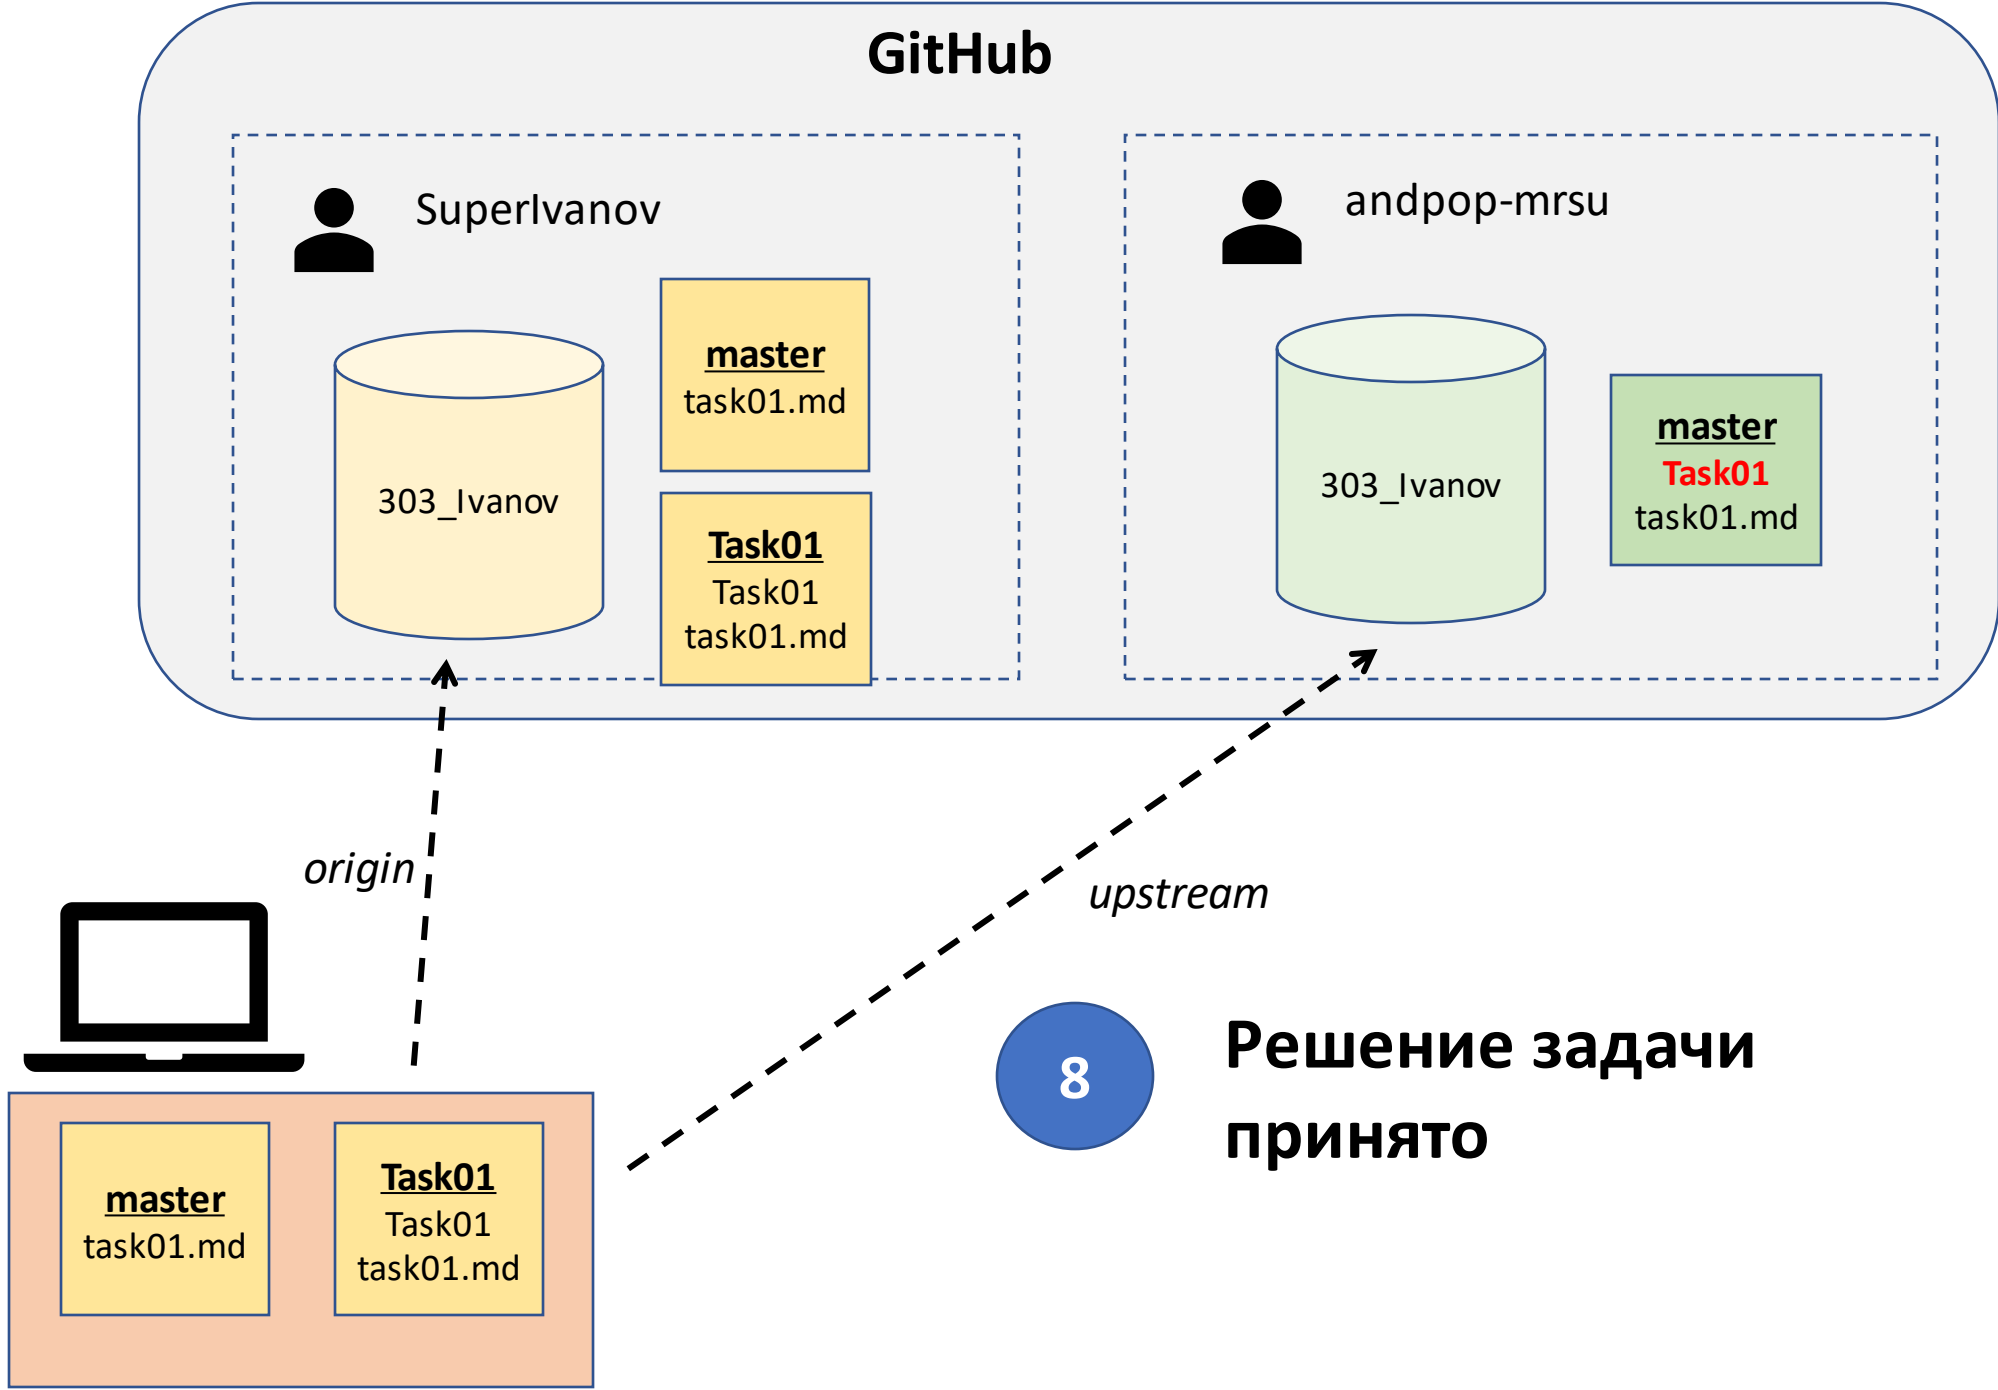 GitHub
SuperIvanov
master
task01.md
303_Ivanov
Task01
Task01
task01.md
andpop-mrsu
303_Ivanov
master
Task01
task01.md
origin
upstream
8
Решение задачи
принято
master
task01.md
Task01
Task01
task01.md